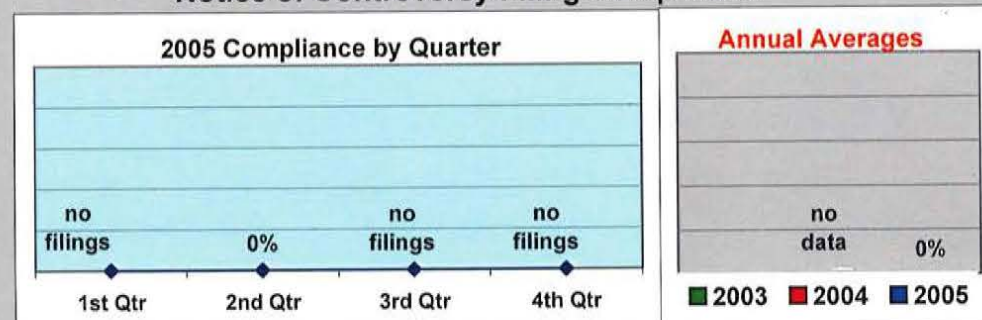 2005 Compliance by Quarter
no
filings
0%
no
filings
no
filings
1st Qtr
2nd Qtr
3rd Qtr
4th Qtr
Annual Averages
no
data
0%
2003
2004
2005